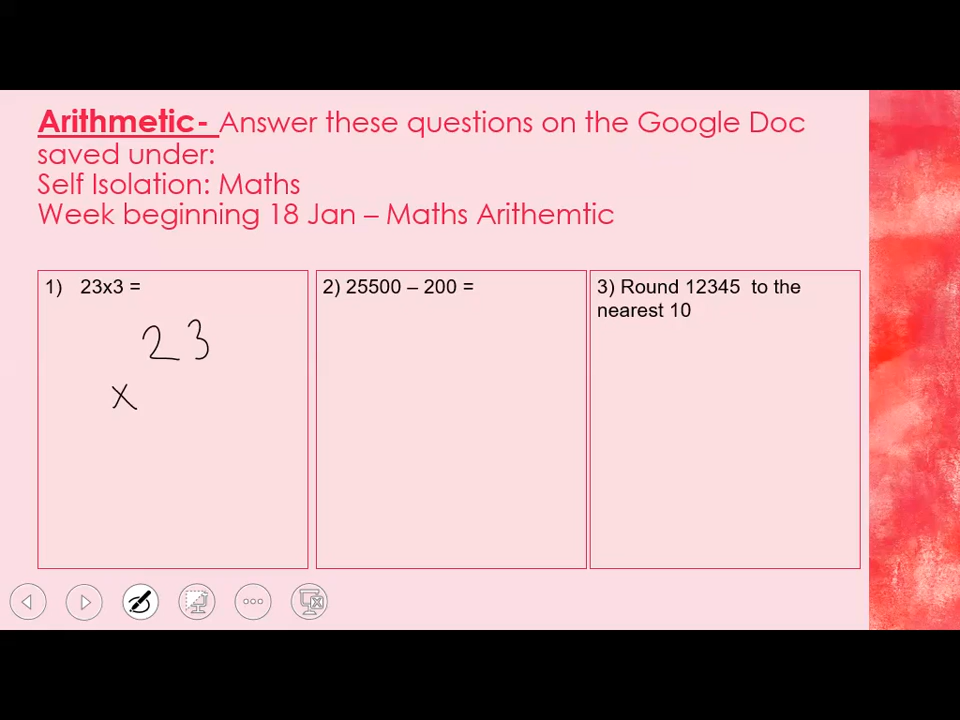 Arithmetic- Answer these questions on the Google Doc
saved under:
Self Isolation: Maths
Week beginning 18 Jan – Maths Arithemtic
1) 23x3 =
23
x
2) 25500 – 200 =
3) Round 12345 to the
nearest 10